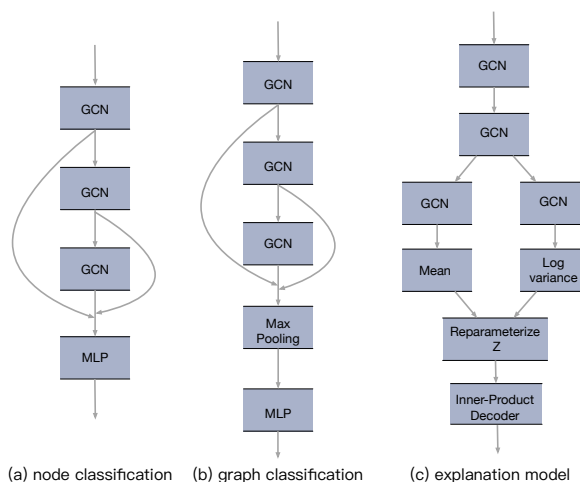 GCN
GCN
GCN
MLP
(a) node classification
GCN
GCN
GCN
Max
Pooling
MLP
(b) graph classification
GCN
GCN
GCN
GCN
Mean
Log
variance
Reparameterize
Z
Inner-Product
Decoder
(c) explanation model